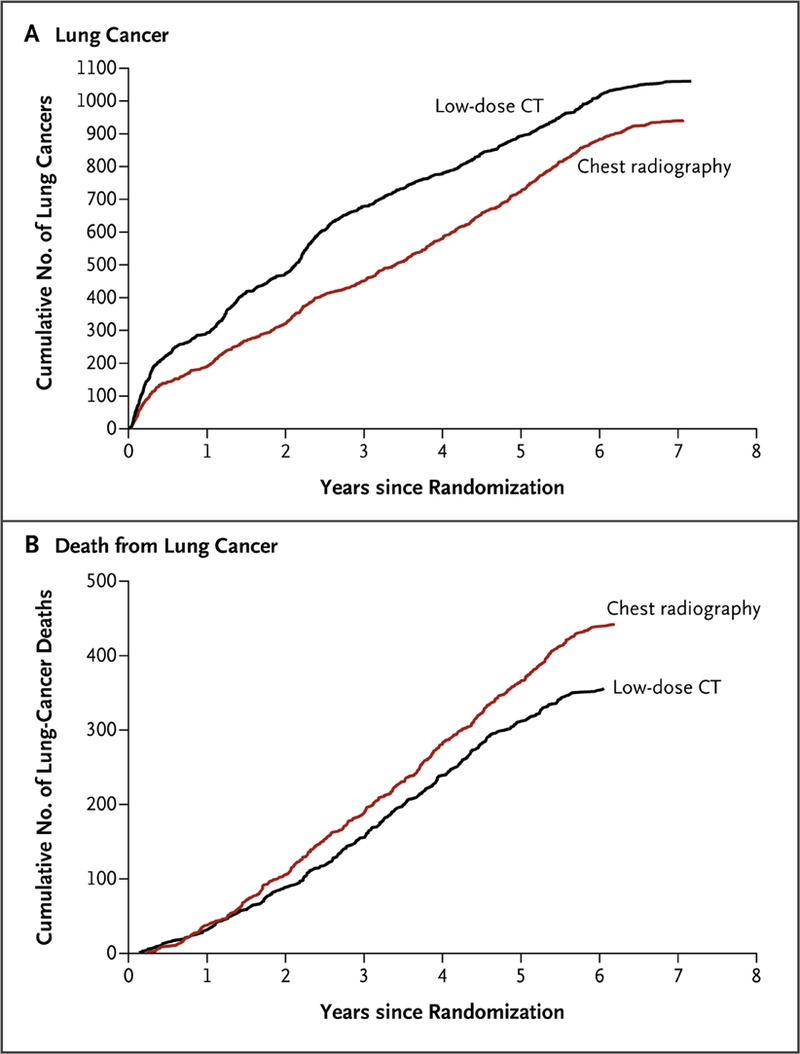 A Lung Cancer
Cumulative No. of Lung Cancers
1100
1000
900
800
700
600
500
400
300
200
100
0
Low-dose CT
Chest radiography
0 1 2 3 4 5 6 7 8
Years since Randomization
B Death from Lung Cancer
Cumulative No. of Lung-Cancer Deaths
500
400
300
200
100
0
Chest radiography
Low-dose CT
0 1 2 3 4 5 6 7 8
Years since Randomization